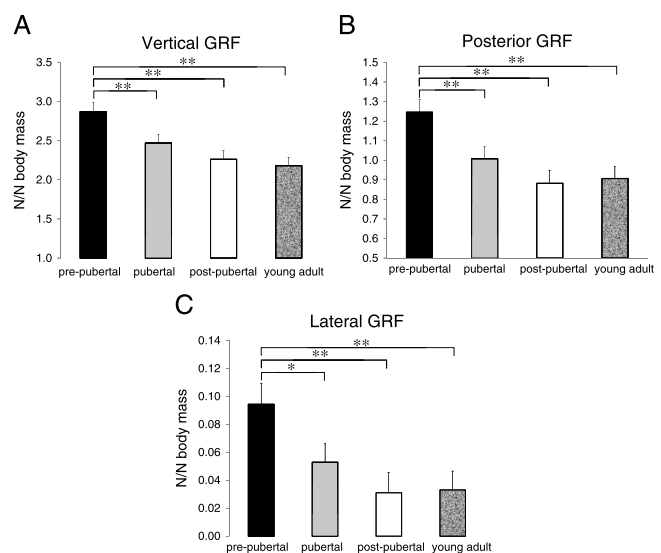 A
Vertical GRF
N/N body mass
3.5
3.0
2.5
2.0
1.5
1.0
**
**
**
pre-pubertal pubertal post-pubertal young adult
B
Posterior GRF
N/N body mass
1.5
1.4
1.3
1.2
1.1
1.0
0.9
0.8
0.7
0.6
0.5
**
**
**
pre-pubertal pubertal post-pubertal young adult
C
Lateral GRF
N/N body mass
0.14
0.12
0.10
0.08
0.06
0.04
0.02
0.00
**
**
*
pre-pubertal pubertal post-pubertal young adult